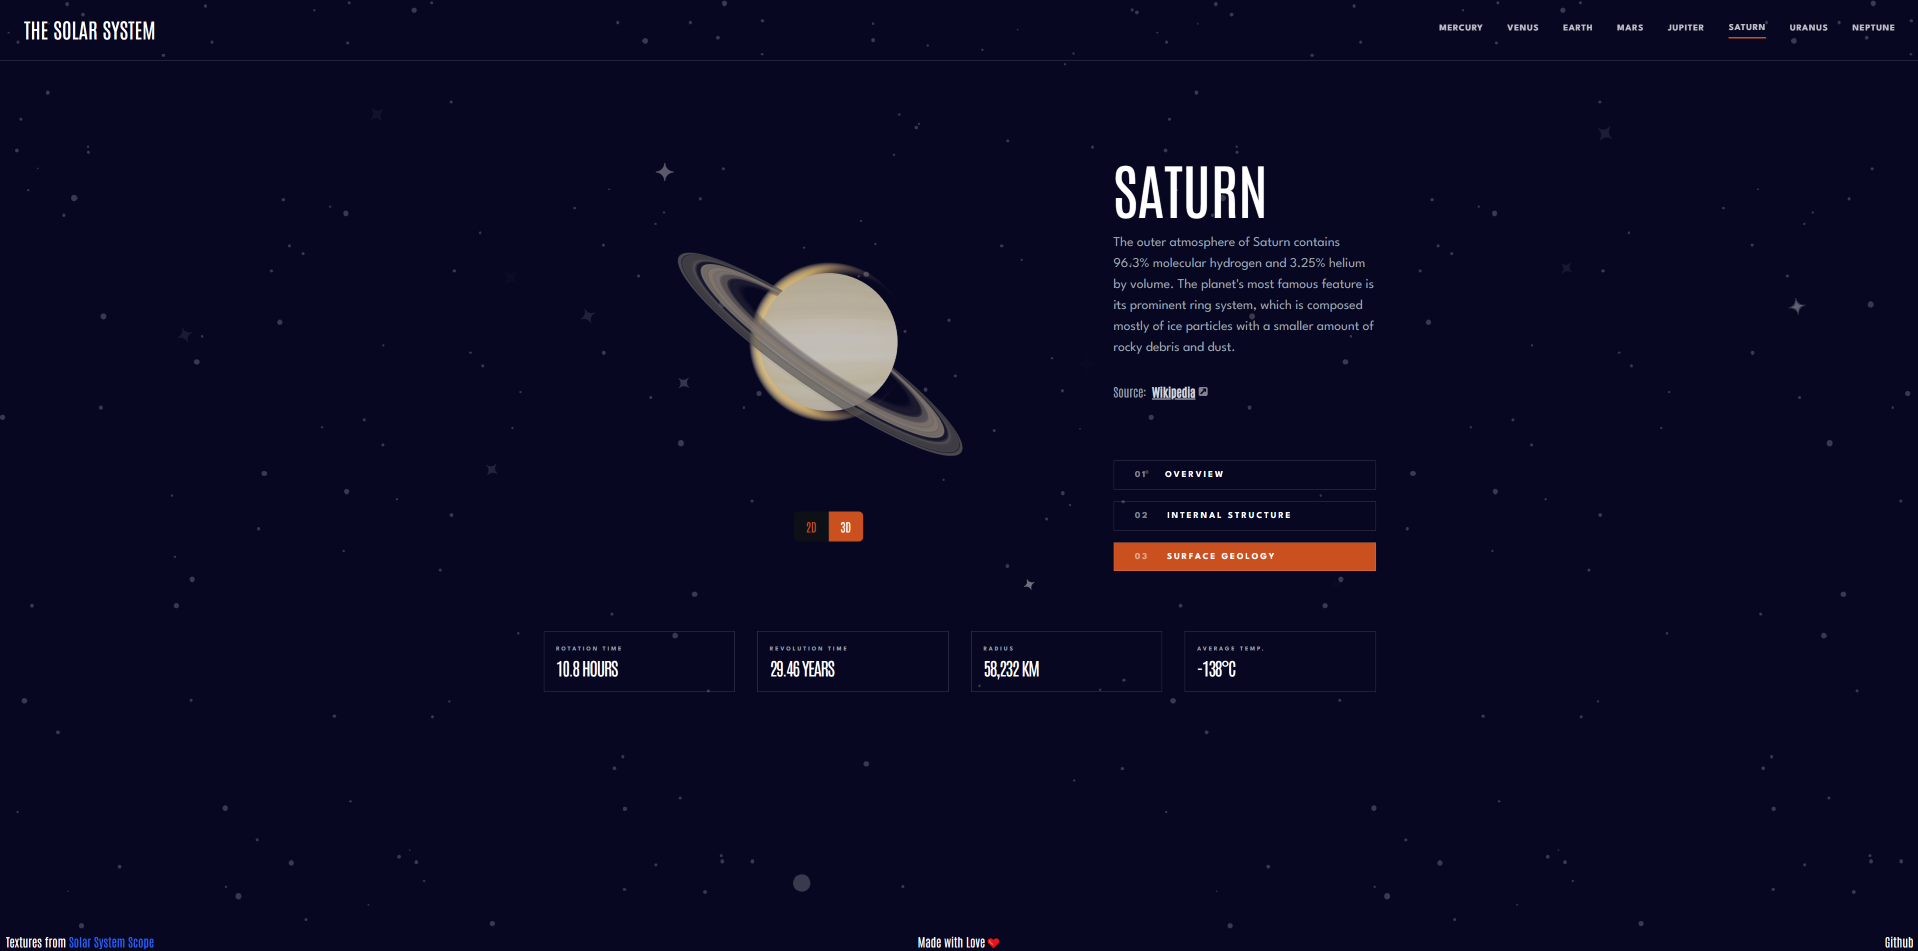 THE SOLAR SYSTEM
MERCURY VENUS EARTH MARS JUPITER SATURN URANUS NEPTUNE
SATURN
The outer atmosphere of Saturn contains
96.3% molecular hydrogen and 3.25% helium
by volume. The planet's most famous feature is
its prominent ring system, which is composed
mostly of ice particles with a smaller amount of
rocky debris and dust.
Source: Wikipedia
01 OVERVIEW
02 INTERNAL STRUCTURE
03 SURFACE GEOLOGY
2D 3D
ROTATION TIME
10.8 HOURS
REVOLUTION TIME
29.46 YEARS
RADIUS
58,232 KM
AVERAGE TEMP.
-138°C
Textures from Solar System Scope
Made with Love ❤
Github